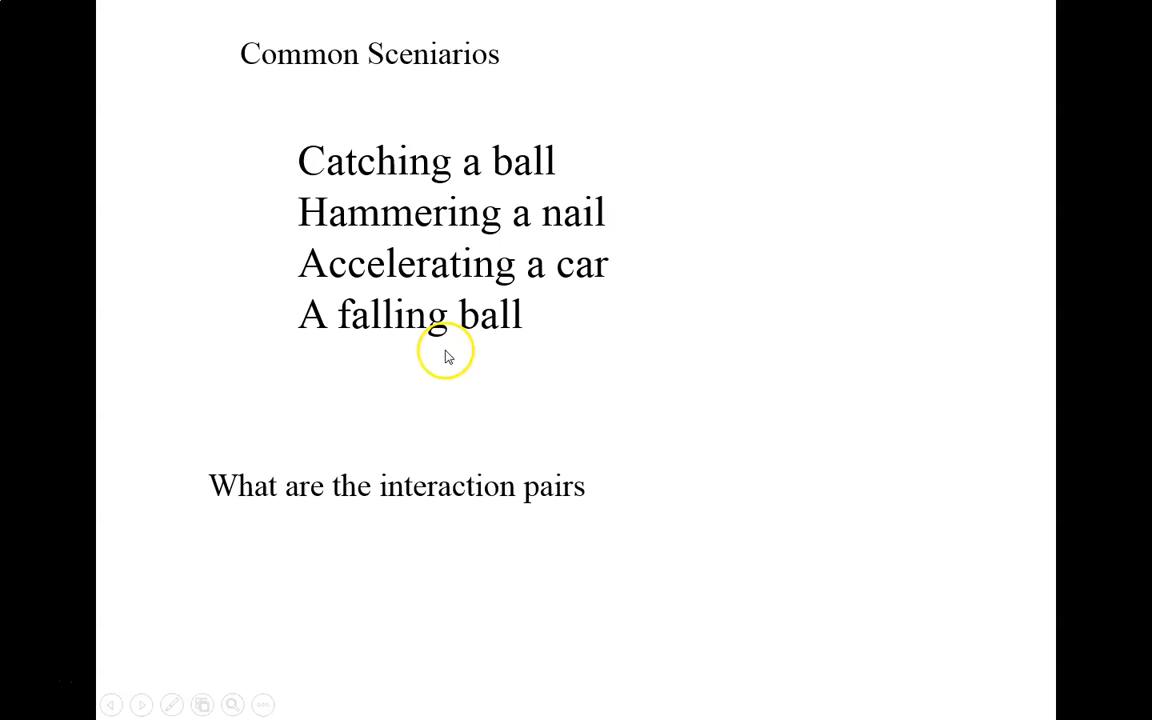 Common Sceniarios
Catching a ball
Hammering a nail
Accelerating a car
A falling ball
What are the interaction pairs